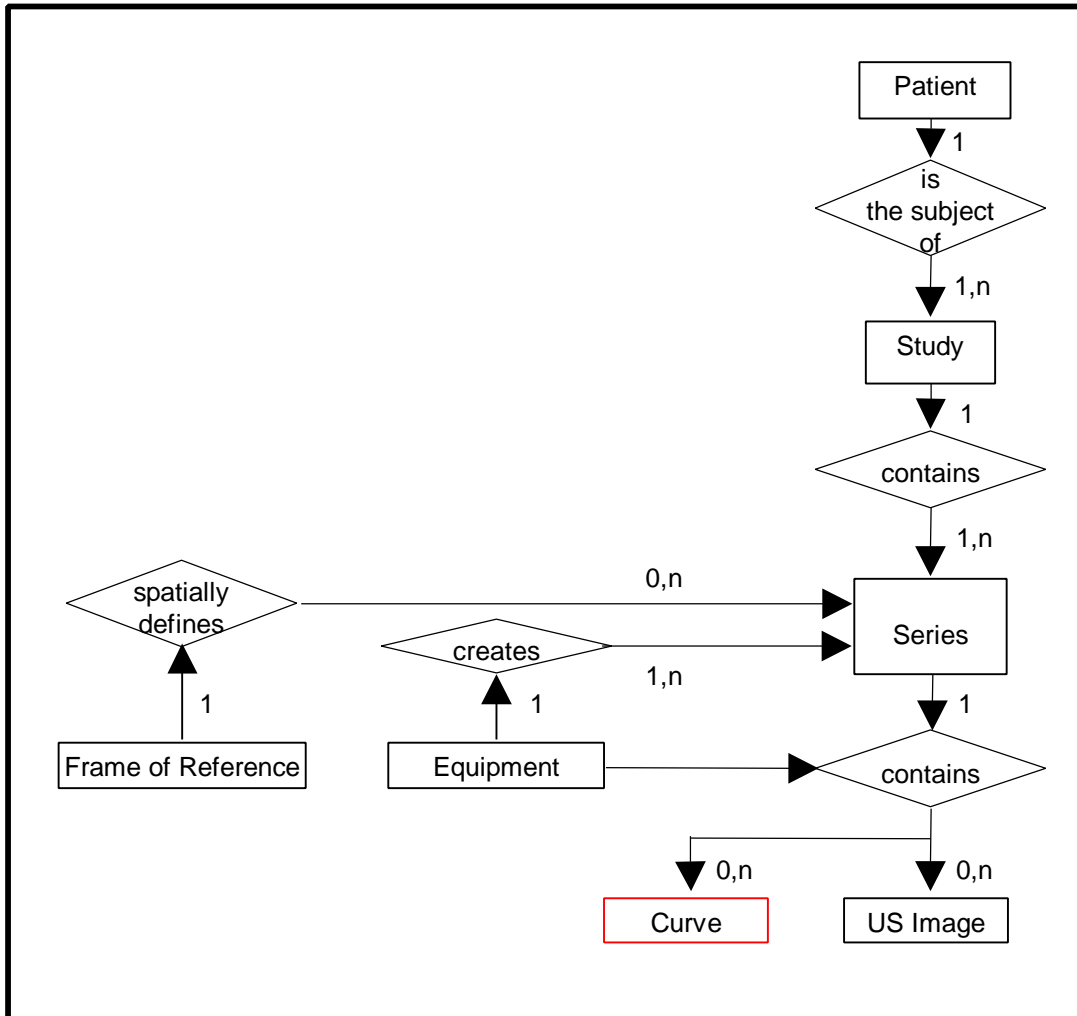 Patient
1
is
the subject
of
1,n
Study
1
contains
1,n
spatially
defines
0,n
Series
creates
1,n
1
1
1
Frame of Reference
Equipment
contains
0,n
0,n
Curve
US Image